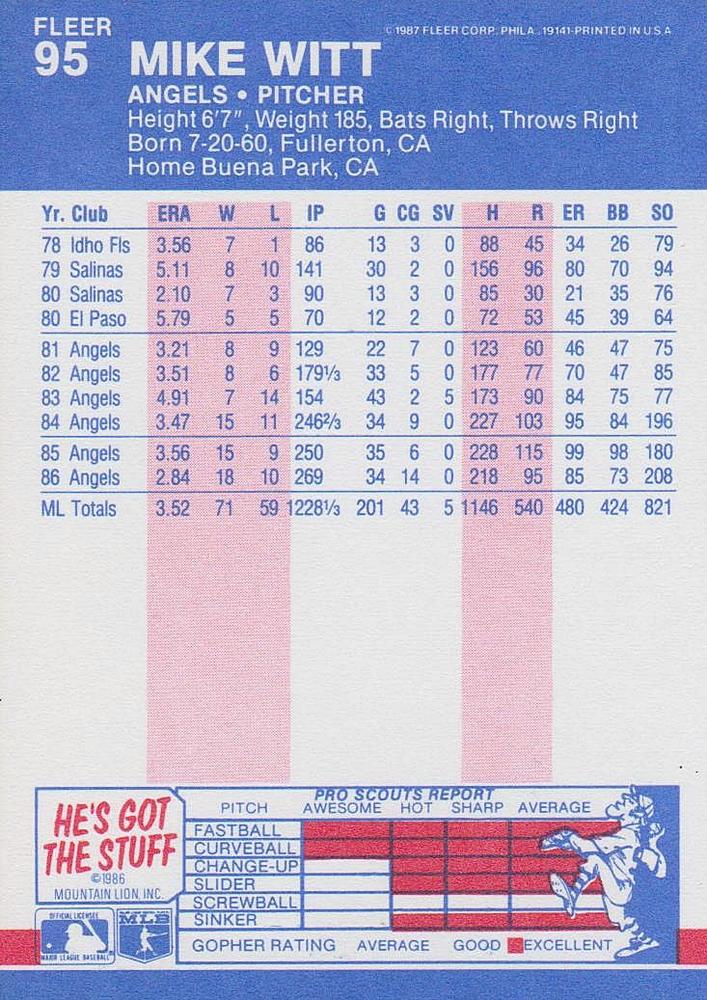 FLEER
95 MIKE WITT
© 1987 FLEER CORP. PHILA. 19141-PRINTED IN U S A
ANGELS • PITCHER
Height 6'7", Weight 185, Bats Right, Throws Right
Born 7-20-60, Fullerton, CA
Home Buena Park, CA
Yr. Club ERA W L IP G CG SV H R ER BB SO
78 Idho Fls 3.56 7 1 86 13 3 0 88 45 34 26 79
79 Salinas 5.11 8 10 141 30 2 0 156 96 80 70 94
80 Salinas 2.10 7 3 90 13 3 0 85 30 21 35 76
80 El Paso 5.79 5 5 70 12 2 0 72 53 45 39 64
81 Angels 3.21 8 9 129 22 7 0 123 60 46 47 75
82 Angels 3.51 8 6 179⅓ 33 5 0 177 77 70 47 85
83 Angels 4.91 7 14 154 43 2 5 173 90 84 75 77
84 Angels 3.47 15 11 246⅔ 34 9 0 227 103 95 84 196
85 Angels 3.56 15 9 250 35 6 0 228 115 99 98 180
86 Angels 2.84 18 10 269 34 14 0 218 95 85 73 208
ML Totals 3.52 71 59 1228⅓ 201 43 5 1146 540 480 424 821
HE'S GOT
THE STUFF
©1986
MOUNTAIN LION, INC.
OFFICIAL LICENSEE
MAJOR LEAGUE BASEBALL
MLB
PRO SCOUTS REPORT
PITCH AWESOME HOT SHARP AVERAGE
FASTBALL
CURVEBALL
CHANGE-UP
SLIDER
SCREWBALL
SINKER
GOPHER RATING AVERAGE GOOD EXCELLENT